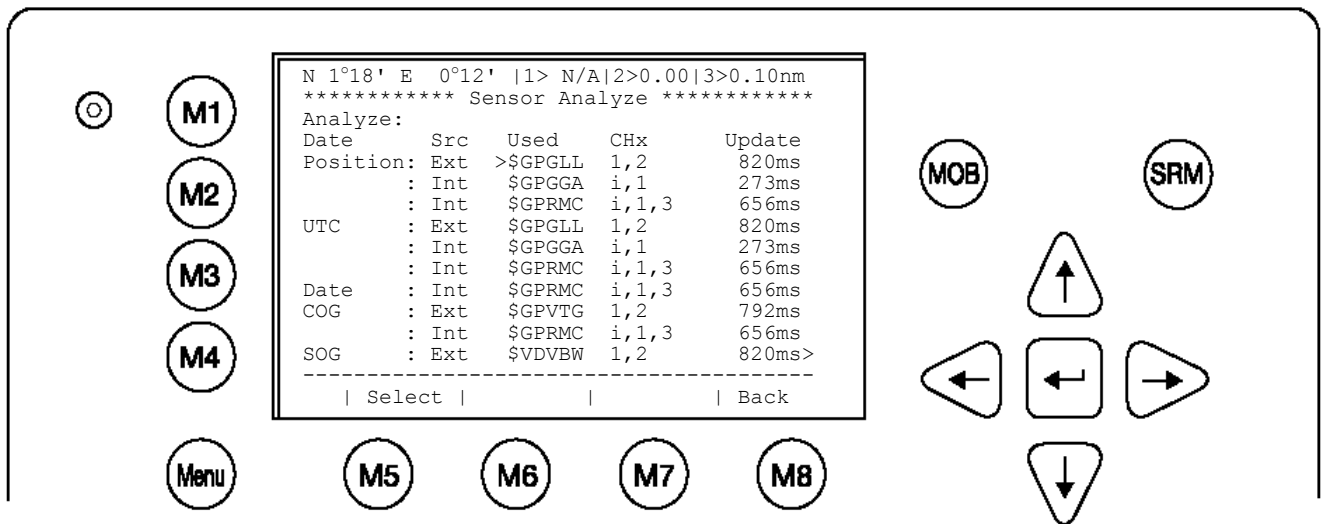 N 1°18' E  0°12' |1> N/A|2>0.00|3>0.10nm
************ Sensor Analyze ************
Analyze:
Date Src Used CHx Update
Position: Ext >$GPGLL 1,2 820ms
: Int $GPGGA i,1 273ms
: Int $GPRMC i,1,3 656ms
UTC : Ext $GPGLL 1,2 820ms
: Int $GPGGA i,1 273ms
: Int $GPRMC i,1,3 656ms
Date : Int $GPRMC i,1,3 656ms
COG : Ext $GPVTG 1,2 792ms
: Int $GPRMC i,1,3 656ms
SOG : Ext $VDVBW 1,2 820ms>
----------------------------------------
| Select | | | Back
M1
M2
M3
M4
MOB
SRM
Menu
M5
M6
M7
M8